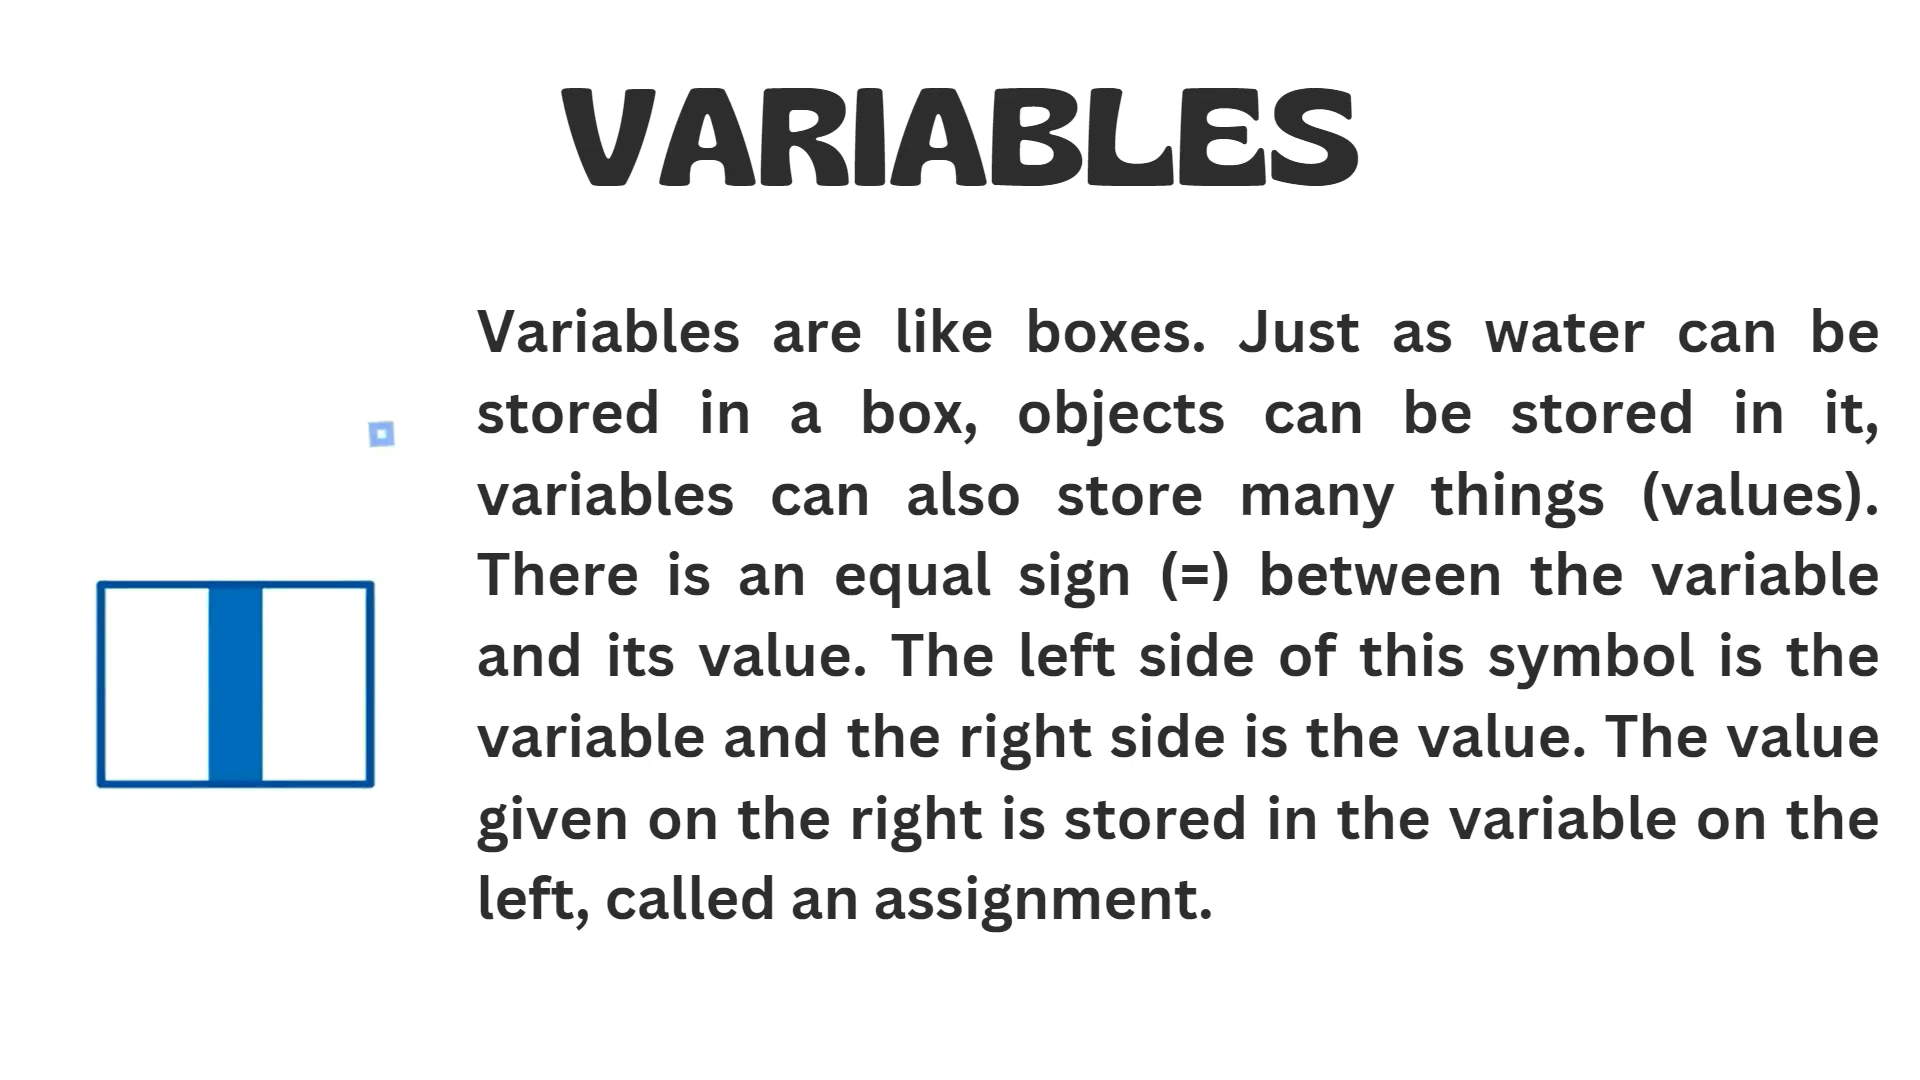 VARIABLES
Variables are like boxes. Just as water can be
stored in a box, objects can be stored in it,
variables can also store many things (values).
There is an equal sign (=) between the variable
and its value. The left side of this symbol is the
variable and the right side is the value. The value
given on the right is stored in the variable on the
left, called an assignment.